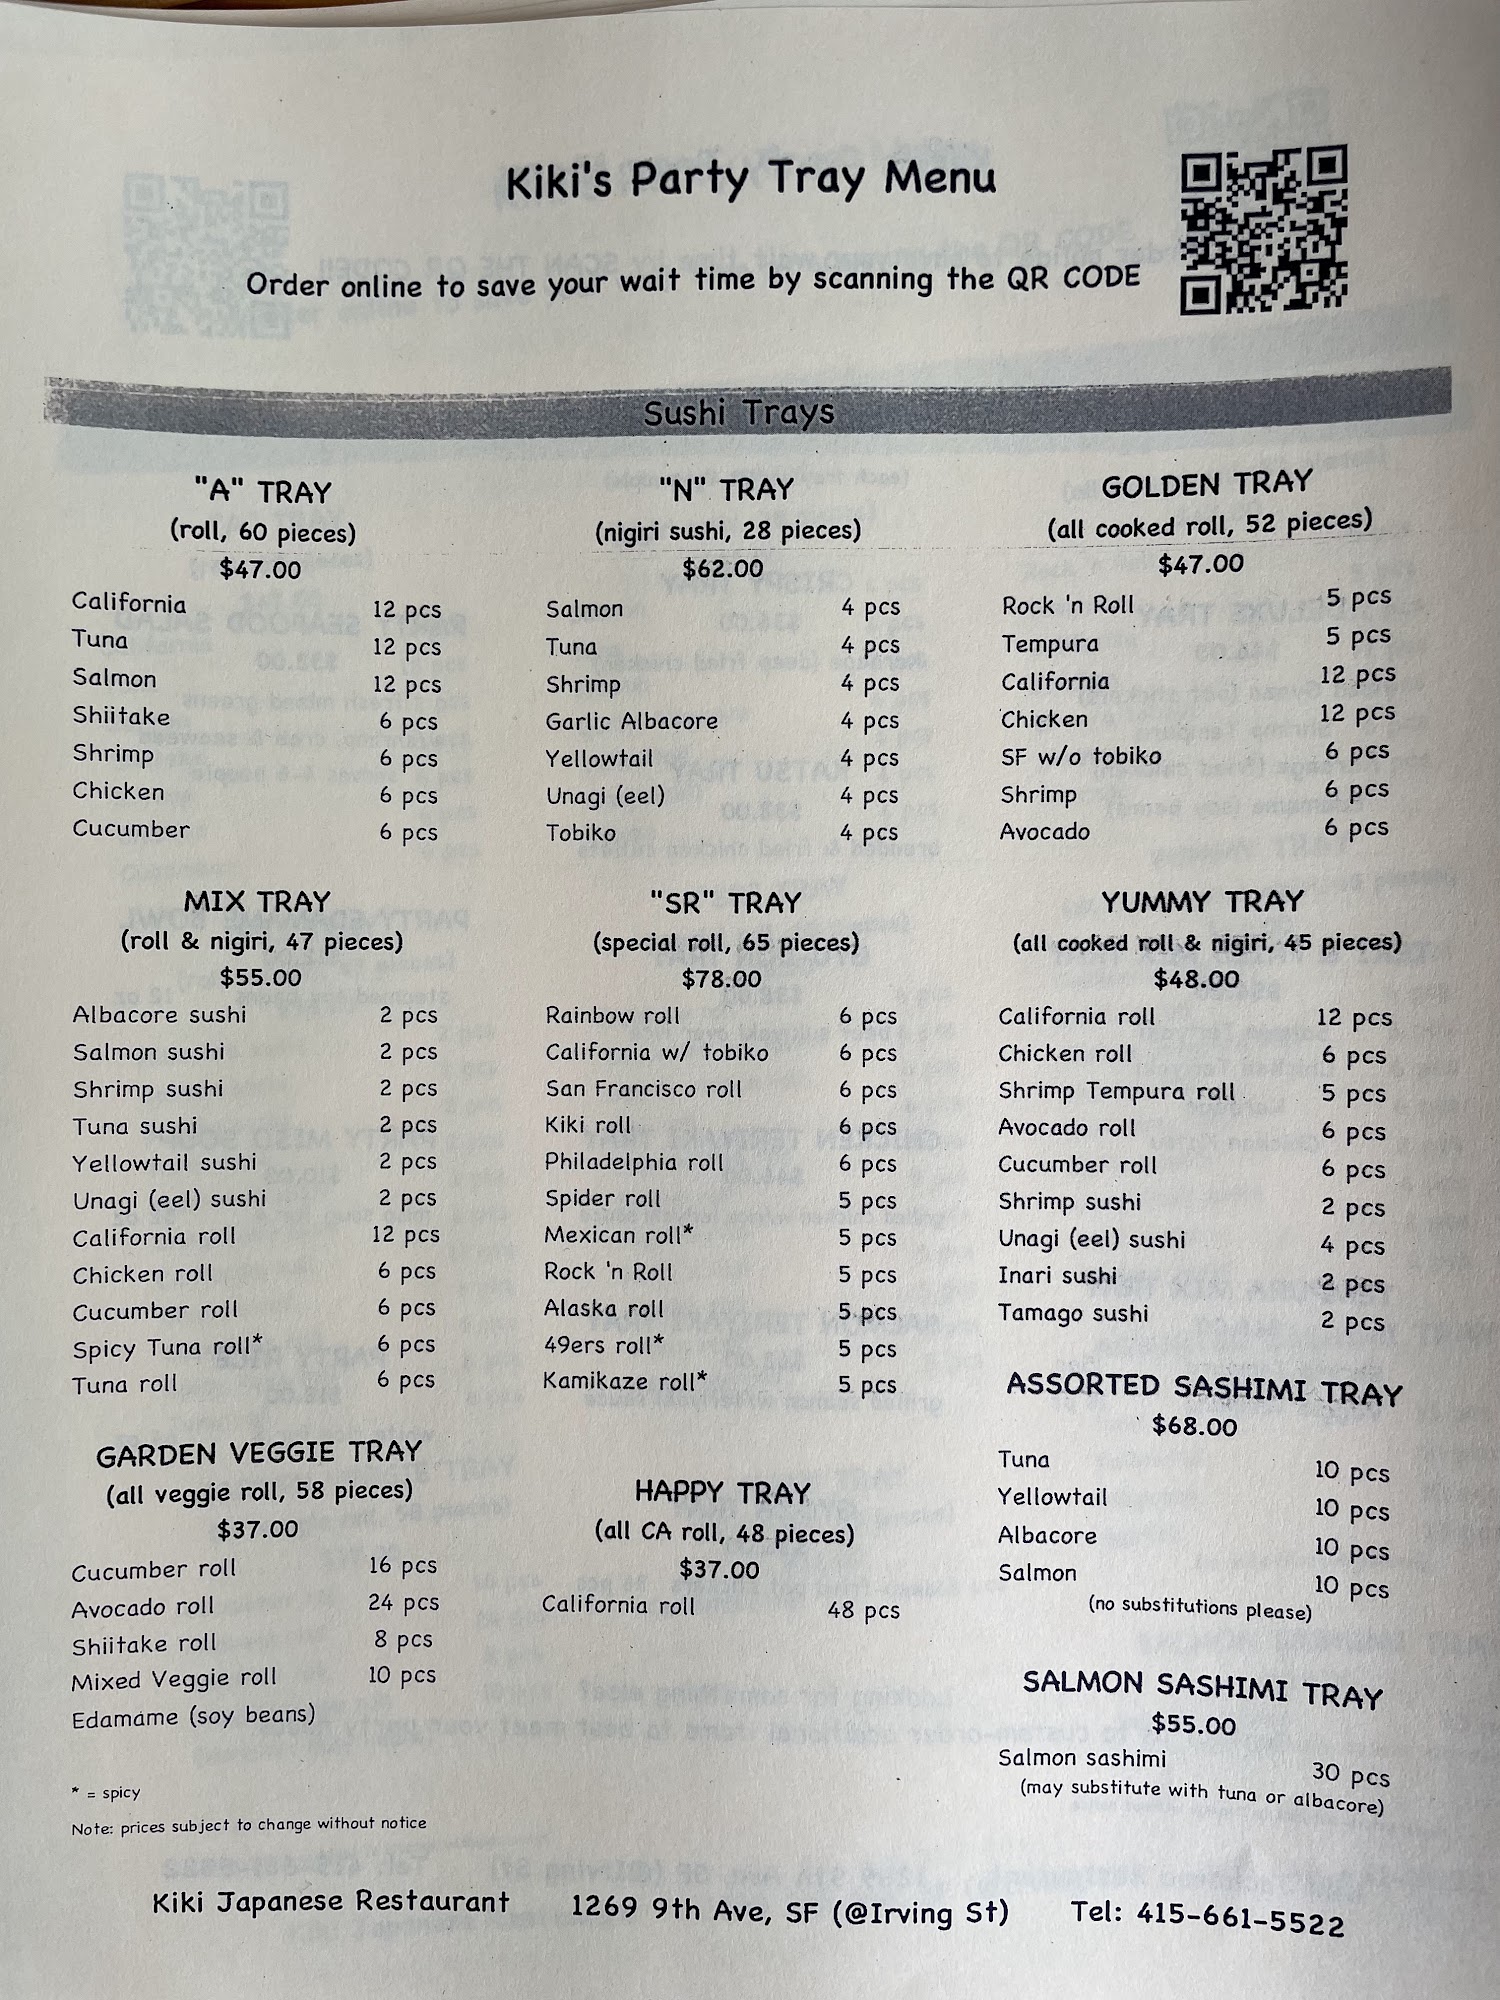 Kiki's Party Tray Menu
Order online to save your wait time by scanning the QR CODE
Sushi Trays
"A" TRAY
(roll, 60 pieces)
$47.00
California 12 pcs
Tuna 12 pcs
Salmon 12 pcs
Shiitake 6 pcs
Shrimp 6 pcs
Chicken 6 pcs
Cucumber 6 pcs
"N" TRAY
(nigiri sushi, 28 pieces)
$62.00
Salmon 4 pcs
Tuna 4 pcs
Shrimp 4 pcs
Garlic Albacore 4 pcs
Yellowtail 4 pcs
Unagi (eel) 4 pcs
Tobiko 4 pcs
GOLDEN TRAY
(all cooked roll, 52 pieces)
$47.00
Rock 'n Roll 5 pcs
Tempura 5 pcs
California 12 pcs
Chicken 12 pcs
SF w/o tobiko 6 pcs
Shrimp 6 pcs
Avocado 6 pcs
MIX TRAY
(roll & nigiri, 47 pieces)
$55.00
Albacore sushi 2 pcs
Salmon sushi 2 pcs
Shrimp sushi 2 pcs
Tuna sushi 2 pcs
Yellowtail sushi 2 pcs
Unagi (eel) sushi 2 pcs
California roll 12 pcs
Chicken roll 6 pcs
Cucumber roll 6 pcs
Spicy Tuna roll* 6 pcs
Tuna roll 6 pcs
"SR" TRAY
(special roll, 65 pieces)
$78.00
Rainbow roll 6 pcs
California w/ tobiko 6 pcs
San Francisco roll 6 pcs
Kiki roll 6 pcs
Philadelphia roll 6 pcs
Spider roll 5 pcs
Mexican roll* 5 pcs
Rock 'n Roll 5 pcs
Alaska roll 5 pcs
49ers roll* 5 pcs
Kamikaze roll* 5 pcs
YUMMY TRAY
(all cooked roll & nigiri, 45 pieces)
$48.00
California roll 12 pcs
Chicken roll 6 pcs
Shrimp Tempura roll 5 pcs
Avocado roll 6 pcs
Cucumber roll 6 pcs
Shrimp sushi 2 pcs
Unagi (eel) sushi 4 pcs
Inari sushi 2 pcs
Tamago sushi 2 pcs
GARDEN VEGGIE TRAY
(all veggie roll, 58 pieces)
$37.00
Cucumber roll 16 pcs
Avocado roll 24 pcs
Shiitake roll 8 pcs
Mixed Veggie roll 10 pcs
Edamame (soy beans)
HAPPY TRAY
(all CA roll, 48 pieces)
$37.00
California roll 48 pcs
ASSORTED SASHIMI TRAY
$68.00
Tuna 10 pcs
Yellowtail 10 pcs
Albacore 10 pcs
Salmon 10 pcs
(no substitutions please)
SALMON SASHIMI TRAY
$55.00
Salmon sashimi 30 pcs
(may substitute with tuna or albacore)
* = spicy
Note: prices subject to change without notice
Kiki Japanese Restaurant 1269 9th Ave, SF (@Irving St) Tel: 415-661-5522